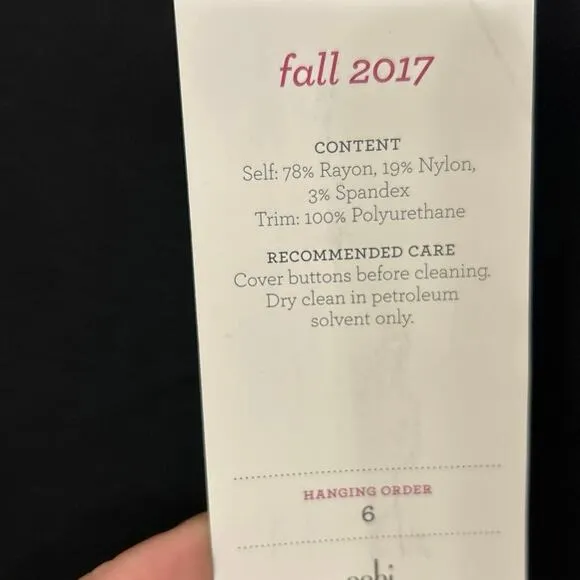 fall 2017
CONTENT
Self: 78% Rayon, 19% Nylon,
3% Spandex
Trim: 100% Polyurethane
RECOMMENDED CARE
Cover buttons before cleaning.
Dry clean in petroleum
solvent only.
HANGING ORDER
6